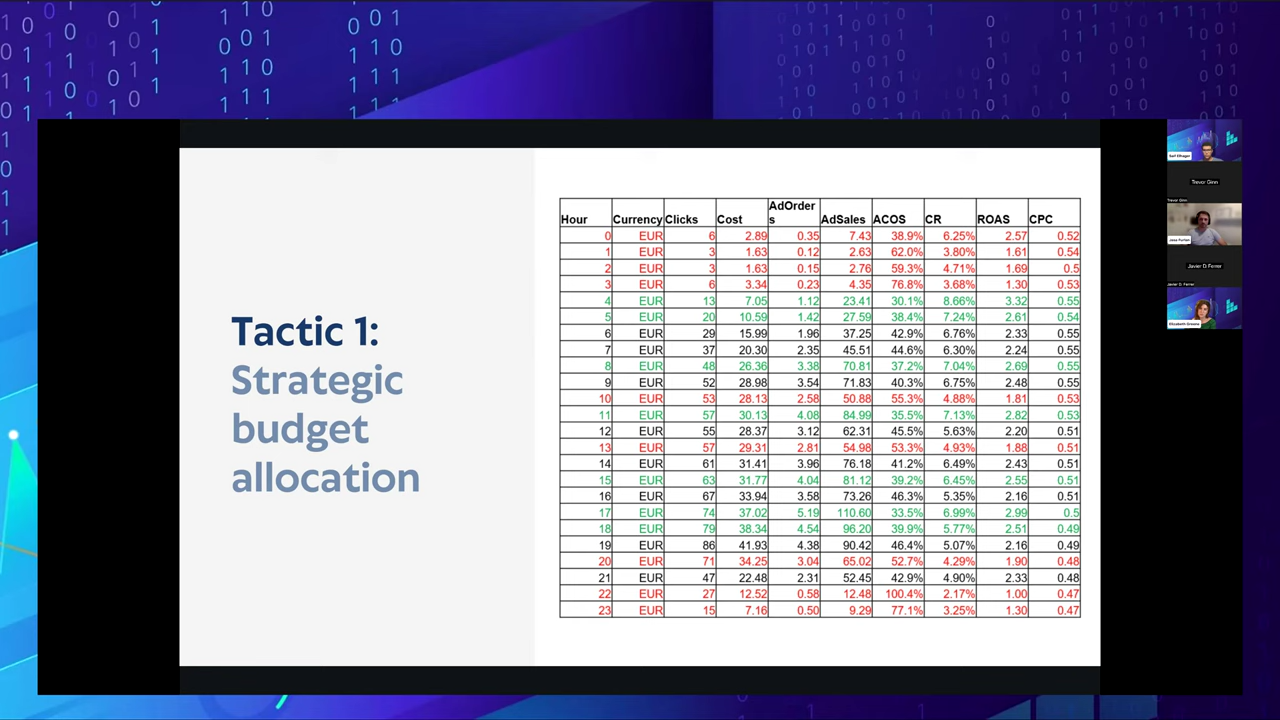 Tactic 1:
Strategic
budget
allocation
Hour Currency Clicks Cost AdOrders AdSales ACOS CR ROAS CPC
0 EUR 6 2.89 0.35 7.43 38.9% 6.25% 2.57 0.52
1 EUR 3 1.63 0.12 2.63 62.0% 3.80% 1.61 0.54
2 EUR 3 1.63 0.15 2.76 59.3% 4.71% 1.69 0.5
3 EUR 6 3.34 0.23 4.35 76.8% 3.68% 1.30 0.53
4 EUR 13 7.05 1.12 23.41 30.1% 8.66% 3.32 0.55
5 EUR 20 10.59 1.42 27.59 38.4% 7.24% 2.61 0.54
6 EUR 29 15.99 1.96 37.25 42.9% 6.76% 2.33 0.55
7 EUR 37 20.30 2.35 45.51 44.6% 6.30% 2.24 0.55
8 EUR 48 26.36 3.38 70.81 37.2% 7.04% 2.69 0.55
9 EUR 52 28.98 3.54 71.83 40.3% 6.75% 2.48 0.55
10 EUR 53 28.13 2.58 50.88 55.3% 4.88% 1.81 0.53
11 EUR 57 30.13 4.08 84.99 35.5% 7.13% 2.82 0.53
12 EUR 55 28.37 3.12 62.31 45.5% 5.63% 2.20 0.51
13 EUR 57 29.31 2.81 54.98 53.3% 4.93% 1.88 0.51
14 EUR 61 31.41 3.96 76.18 41.2% 6.49% 2.43 0.51
15 EUR 63 31.77 4.04 81.12 39.2% 6.45% 2.55 0.51
16 EUR 67 33.94 3.58 73.26 46.3% 5.35% 2.16 0.51
17 EUR 74 37.02 5.19 110.60 33.5% 6.99% 2.99 0.5
18 EUR 79 38.34 4.54 96.20 39.9% 5.77% 2.51 0.49
19 EUR 86 41.93 4.38 90.42 46.4% 5.07% 2.16 0.49
20 EUR 71 34.25 3.04 65.02 52.7% 4.29% 1.90 0.48
21 EUR 47 22.48 2.31 52.45 42.9% 4.90% 2.33 0.48
22 EUR 27 12.52 0.58 12.48 100.4% 2.17% 1.00 0.47
23 EUR 15 7.16 0.50 9.29 77.1% 3.25% 1.30 0.47
Trevor Ginn
Trevor Ginn
Javier D. Ferrer
Javier D. Ferrer
Elizabeth Greene